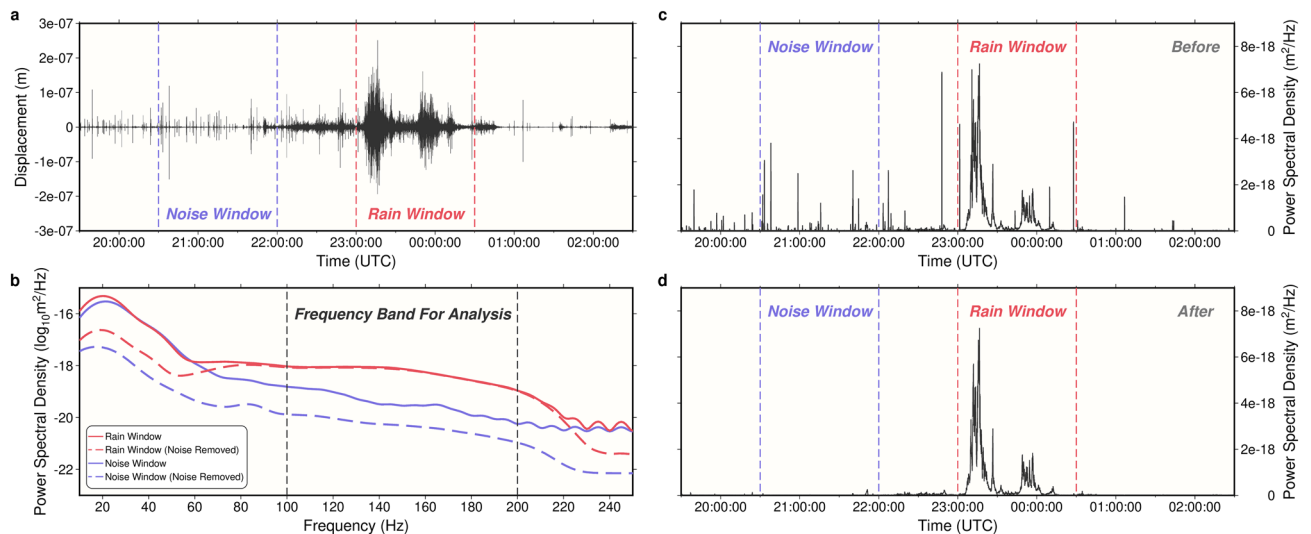 a
3e-07
2e-07
1e-07
0
-1e-07
-2e-07
-3e-07
Displacement (m)
Noise Window
Rain Window
20:00:00 21:00:00 22:00:00 23:00:00 00:00:00 01:00:00 02:00:00
Time (UTC)
b
-16
-18
-20
-22
Power Spectral Density (log10m2/Hz)
Frequency Band For Analysis
Rain Window
Rain Window (Noise Removed)
Noise Window
Noise Window (Noise Removed)
20 40 60 80 100 120 140 160 180 200 220 240
Frequency (Hz)
c
Noise Window
Rain Window
Before
8e-18
6e-18
4e-18
2e-18
0
Power Spectral Density (m2/Hz)
20:00:00 21:00:00 22:00:00 23:00:00 00:00:00 01:00:00 02:00:00
Time (UTC)
d
Noise Window
Rain Window
After
8e-18
6e-18
4e-18
2e-18
0
Power Spectral Density (m2/Hz)
20:00:00 21:00:00 22:00:00 23:00:00 00:00:00 01:00:00 02:00:00
Time (UTC)